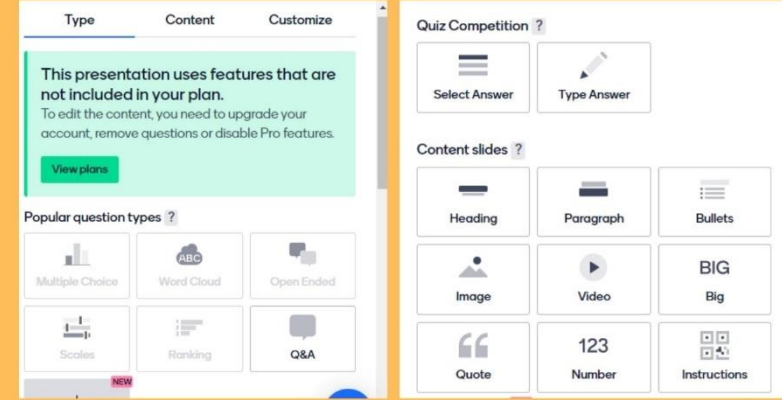 Type Content Customize
This presentation uses features that are
not included in your plan.
To edit the content, you need to upgrade your
account, remove questions or disable Pro features.
View plans
Popular question types ?
Multiple Choice
ABC
Word Cloud
Open Ended
Scales
Ranking
Q&A
NEW
Quiz Competition ?
Select Answer
Type Answer
Content slides ?
Heading
Paragraph
Bullets
Image
Video
BIG
Big
Quote
123
Number
Instructions